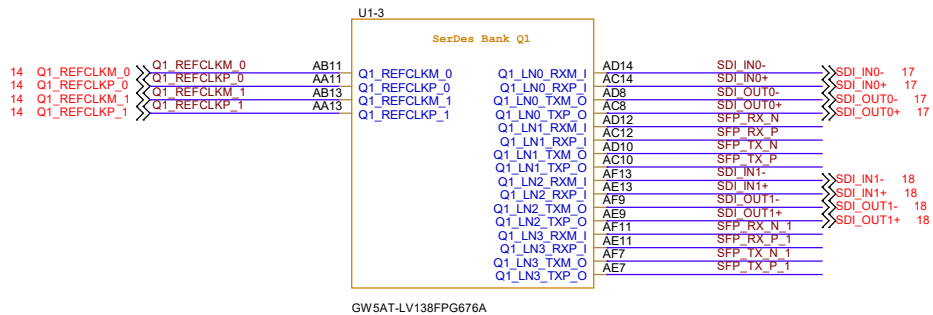 U1-3
SerDes Bank Q1
14 Q1_REFCLKM_0 Q1_REFCLKM_0 AB11 Q1_REFCLKM_0
14 Q1_REFCLKP_0 Q1_REFCLKP_0 AA11 Q1_REFCLKP_0
14 Q1_REFCLKM_1 Q1_REFCLKM_1 AB13 Q1_REFCLKM_1
14 Q1_REFCLKP_1 Q1_REFCLKP_1 AA13 Q1_REFCLKP_1
Q1_LN0_RXM_I AD14 SDI_IN0- SDI_IN0- 17
Q1_LN0_RXP_I AC14 SDI_IN0+ SDI_IN0+ 17
Q1_LN0_TXM_O AD8 SDI_OUT0- SDI_OUT0- 17
Q1_LN0_TXP_O AC8 SDI_OUT0+ SDI_OUT0+ 17
Q1_LN1_RXM_I AD12 SFP_RX_N
Q1_LN1_RXP_I AC12 SFP_RX_P
Q1_LN1_TXM_O AD10 SFP_TX_N
Q1_LN1_TXP_O AC10 SFP_TX_P
Q1_LN2_RXM_I AF13 SDI_IN1- SDI_IN1- 18
Q1_LN2_RXP_I AE13 SDI_IN1+ SDI_IN1+ 18
Q1_LN2_TXM_O AF9 SDI_OUT1- SDI_OUT1- 18
Q1_LN2_TXP_O AE9 SDI_OUT1+ SDI_OUT1+ 18
Q1_LN3_RXM_I AF11 SFP_RX_N_1
Q1_LN3_RXP_I AE11 SFP_RX_P_1
Q1_LN3_TXM_O AF7 SFP_TX_N_1
Q1_LN3_TXP_O AE7 SFP_TX_P_1
GW5AT-LV138FPG676A